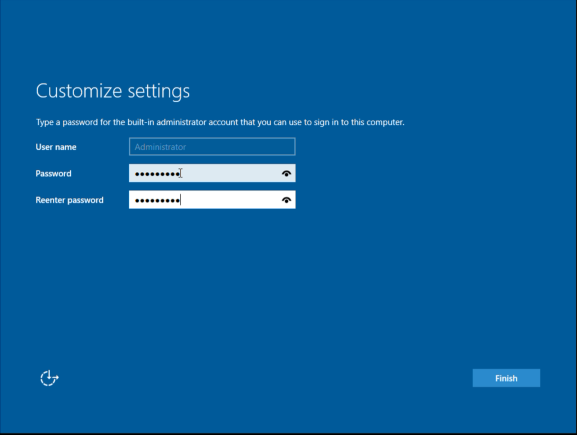 Customize settings
Type a password for the built-in administrator account that you can use to sign in to this computer.
User name Administrator
Password •••••••••
Reenter password •••••••••
Finish